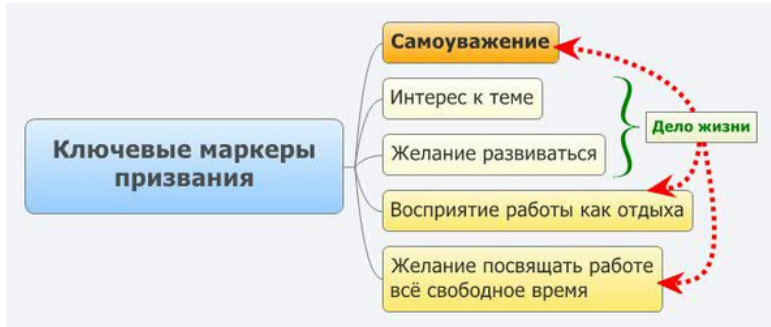 Ключевые маркеры
призвания
Самоуважение
Интерес к теме
Желание развиваться
Дело жизни
Восприятие работы как отдыха
Желание посвящать работе
всё свободное время